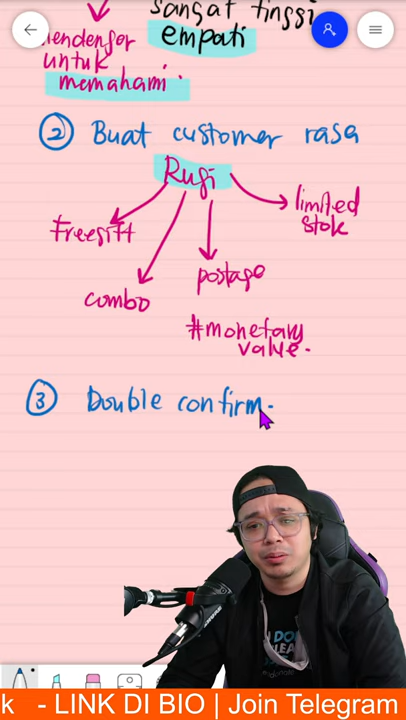 sangat tinggi
empati
mendengar
untuk
memahami.
② Buat customer rasa
Rugi
limited
stok
Freegift
postage
combo
#monetary
value.
③ Double confirm.
k - LINK DI BIO | Join Telegram